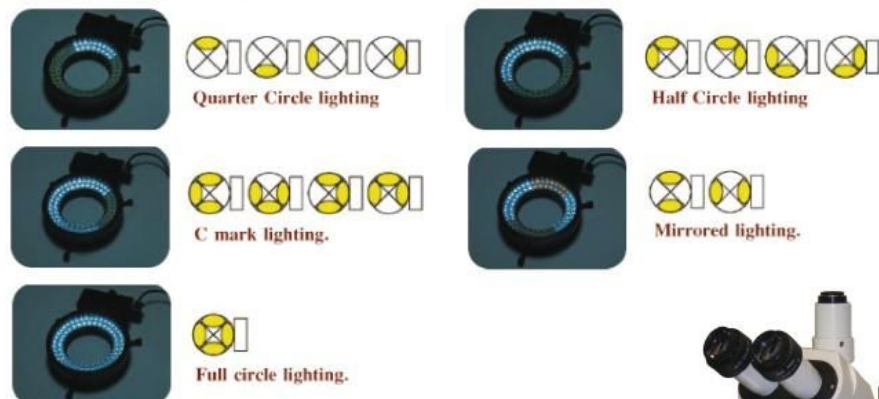 Quarter Circle lighting
Half Circle lighting
C mark lighting.
Mirrored lighting.
Full circle lighting.